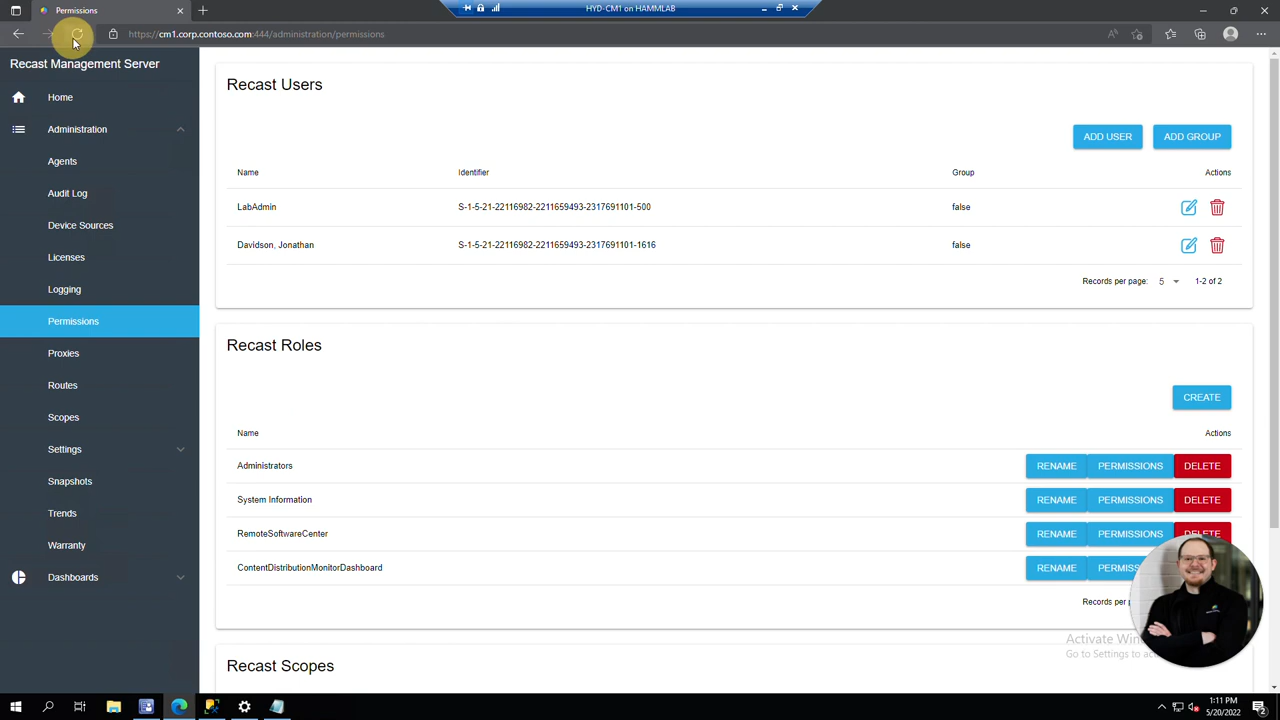 Permissions
HYD-CM1 on HAMMLAB
https://cm1.corp.contoso.com:444/administration/permissions
Recast Management Server
Home
Administration
Agents
Audit Log
Device Sources
Licenses
Logging
Permissions
Proxies
Routes
Scopes
Settings
Snapshots
Trends
Warranty
Dashboards
Recast Users
ADD USER ADD GROUP
Name Identifier Group Actions
LabAdmin S-1-5-21-22116982-2211659493-2317691101-500 false
Davidson, Jonathan S-1-5-21-22116982-2211659493-2317691101-1616 false
Records per page: 5 1-2 of 2
Recast Roles
CREATE
Name Actions
Administrators RENAME PERMISSIONS DELETE
System Information RENAME PERMISSIONS DELETE
RemoteSoftwareCenter RENAME PERMISSIONS DELETE
ContentDistributionMonitorDashboard RENAME
Records per
Activate
Go to Settings to
Recast Scopes
1:11 PM
5/20/2022
2